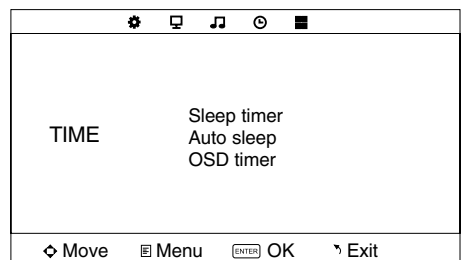 TIME
Sleep timer
Auto sleep
OSD timer
Move Menu ENTER OK Exit